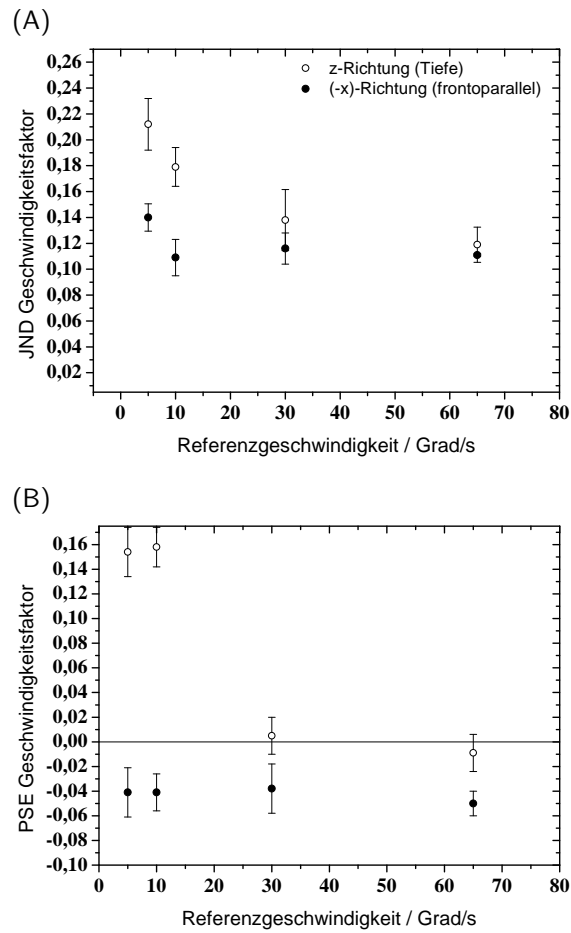 (A)
0,26
0,24
0,22
0,20
0,18
0,16
0,14
0,12
0,10
0,08
0,06
0,04
0,02
JND Geschwindigkeitsfaktor
z-Richtung (Tiefe)
(-x)-Richtung (frontoparallel)
0 10 20 30 40 50 60 70 80
Referenzgeschwindigkeit / Grad/s
(B)
0,16
0,14
0,12
0,10
0,08
0,06
0,04
0,02
0,00
-0,02
-0,04
-0,06
-0,08
-0,10
PSE Geschwindigkeitsfaktor
0 10 20 30 40 50 60 70 80
Referenzgeschwindigkeit / Grad/s